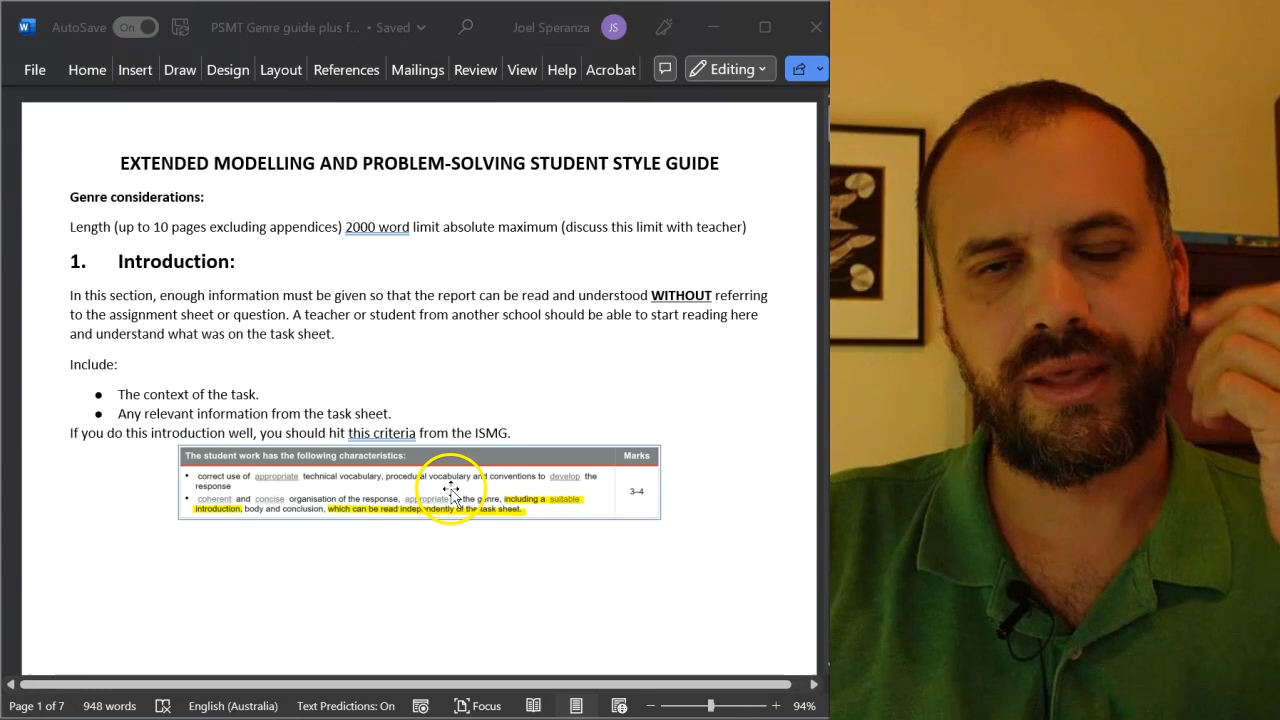 AutoSave On PSMT Genre guide plus f... • Saved Joel Speranza JS
File Home Insert Draw Design Layout References Mailings Review View Help Acrobat Editing
EXTENDED MODELLING AND PROBLEM-SOLVING STUDENT STYLE GUIDE
Genre considerations:
Length (up to 10 pages excluding appendices) 2000 word limit absolute maximum (discuss this limit with teacher)
1. Introduction:
In this section, enough information must be given so that the report can be read and understood WITHOUT referring
to the assignment sheet or question. A teacher or student from another school should be able to start reading here
and understand what was on the task sheet.
Include:
● The context of the task.
● Any relevant information from the task sheet.
If you do this introduction well, you should hit this criteria from the ISMG.
The student work has the following characteristics: Marks
• correct use of appropriate technical vocabulary, procedural vocabulary and conventions to develop the
response
3–4
• coherent and concise organisation of the response, appropriate the genre, including a suitable
introduction, body and conclusion, which can be read independently of the task sheet.
Page 1 of 7 948 words English (Australia) Text Predictions: On Focus 94%